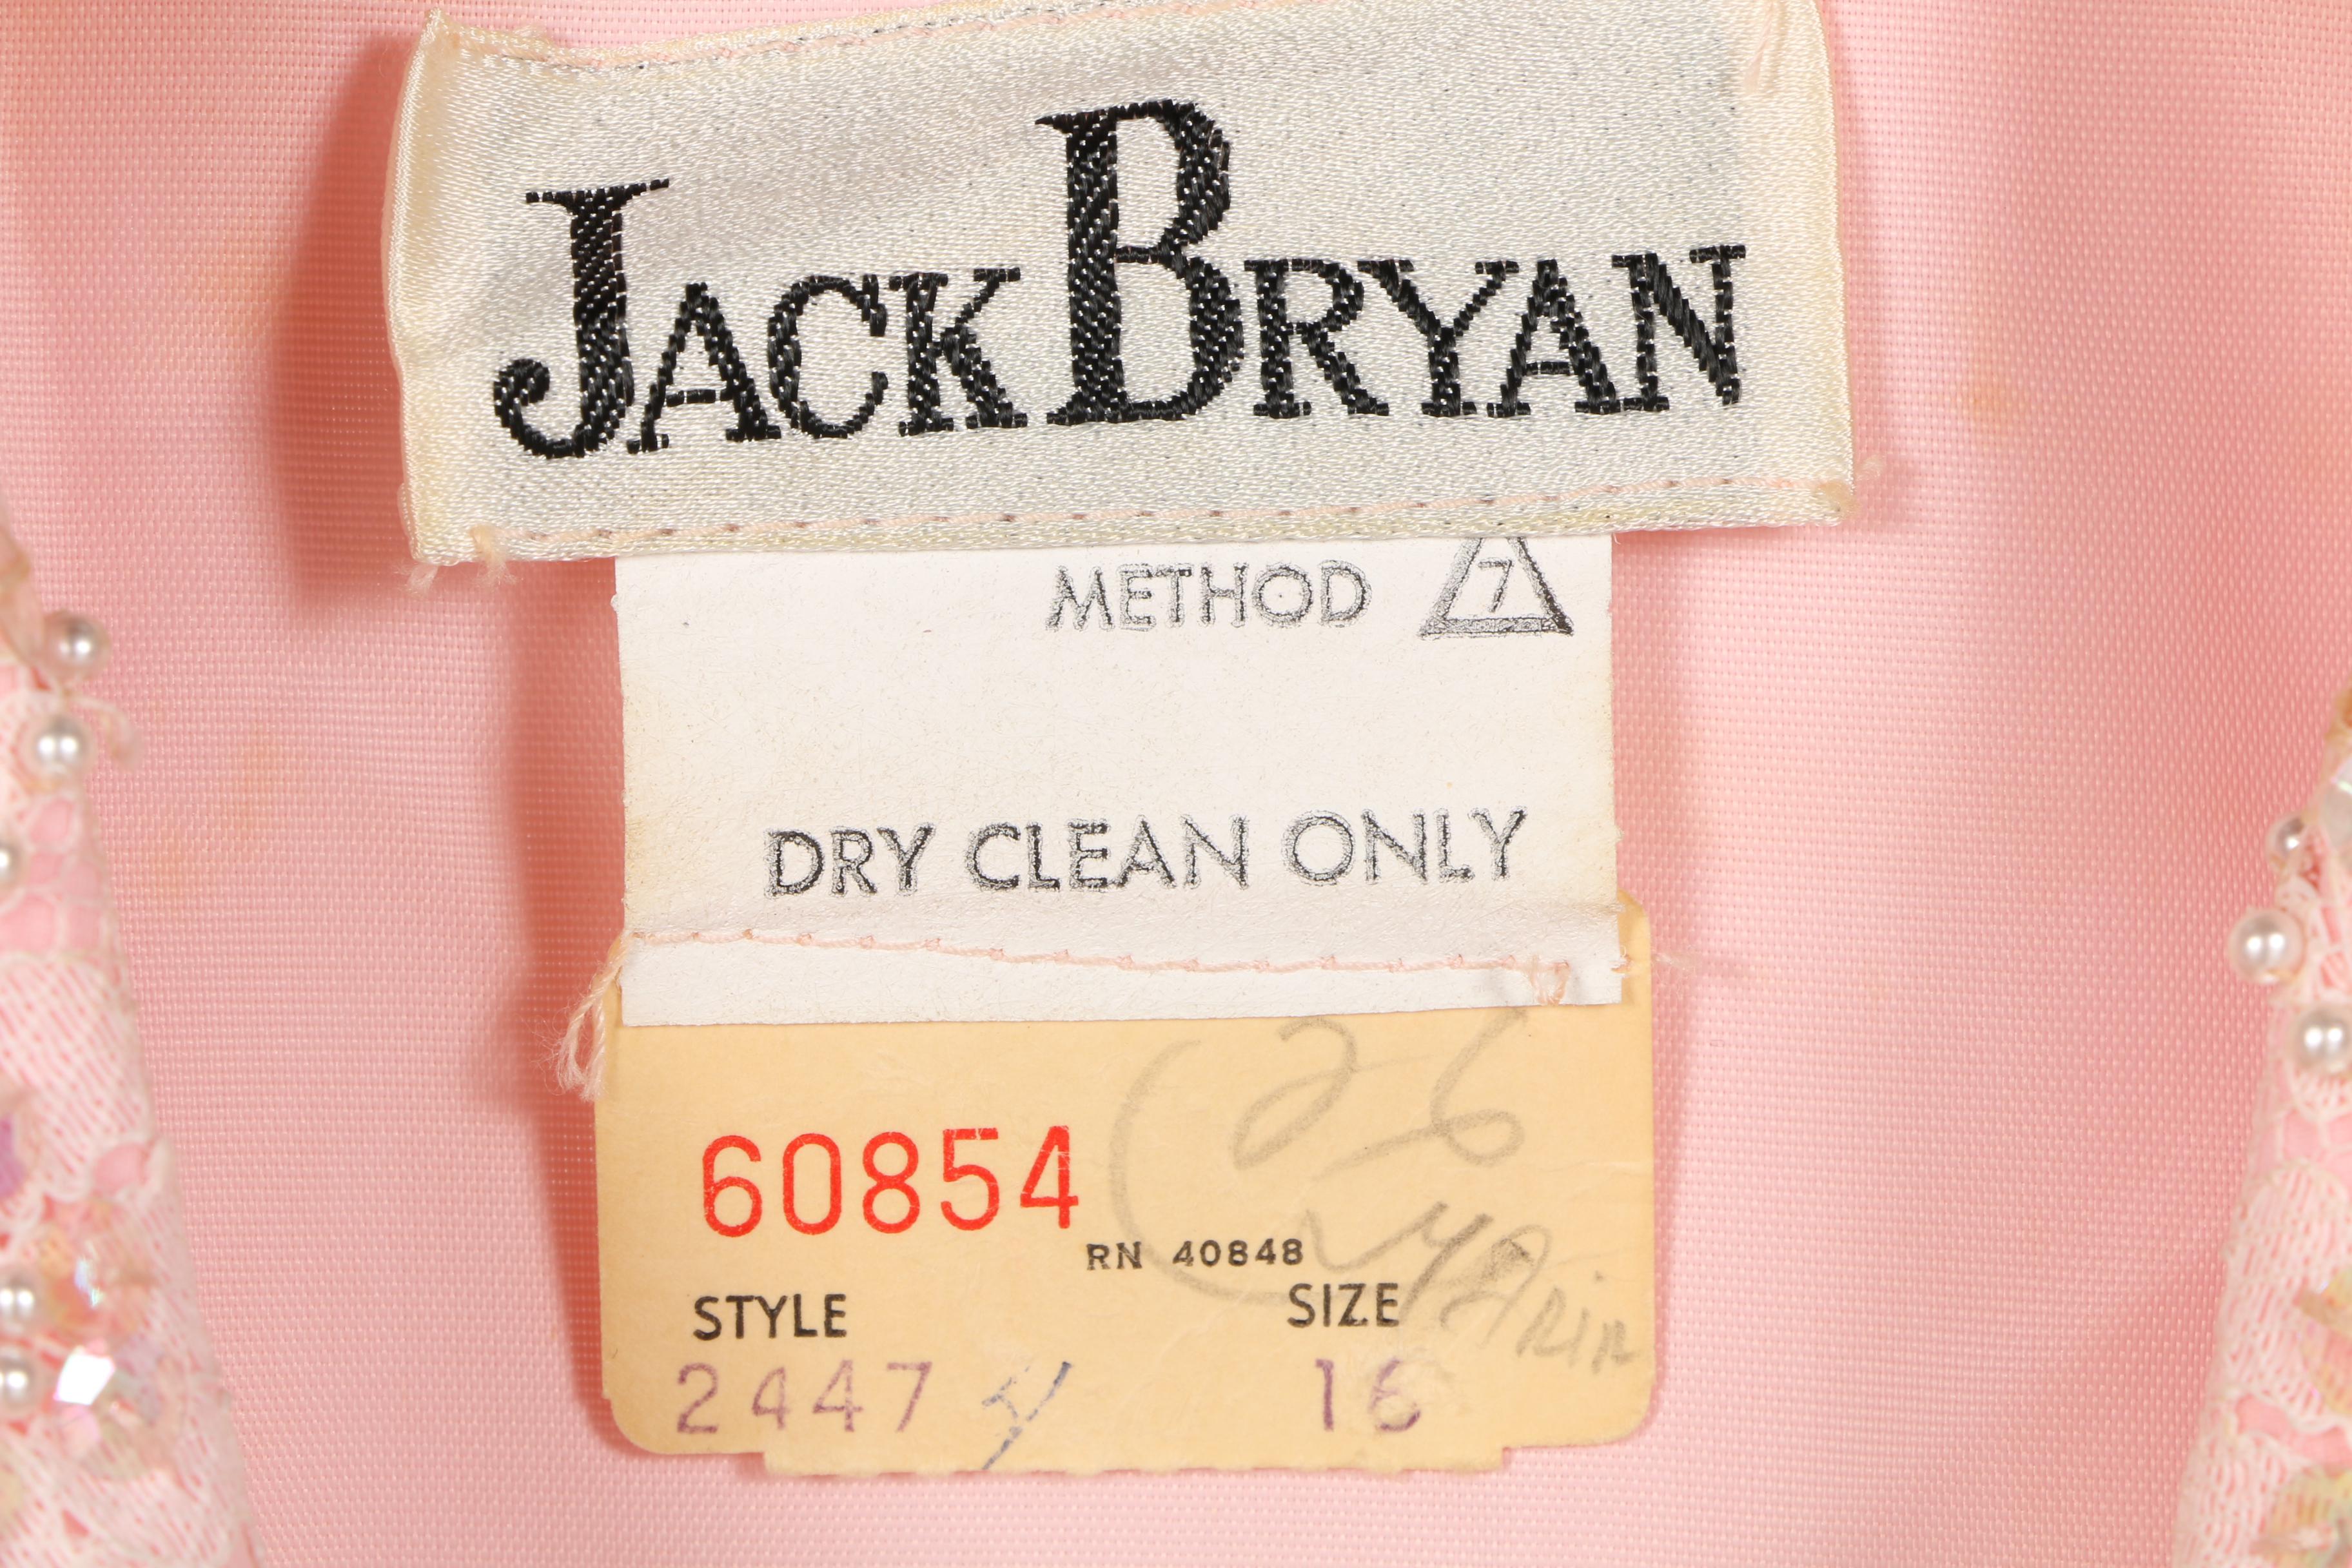 JACK BRYAN
METHOD 7
DRY CLEAN ONLY
26
60854
RN 40848
STYLE SIZE
2447 16